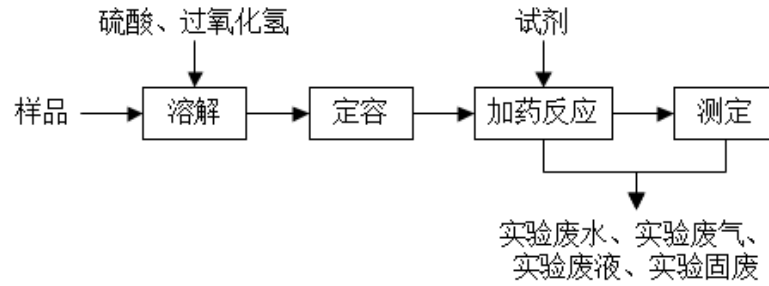 硫酸、过氧化氢
试剂
样品
溶解
定容
加药反应
测定
实验废水、实验废气、
实验废液、实验固废